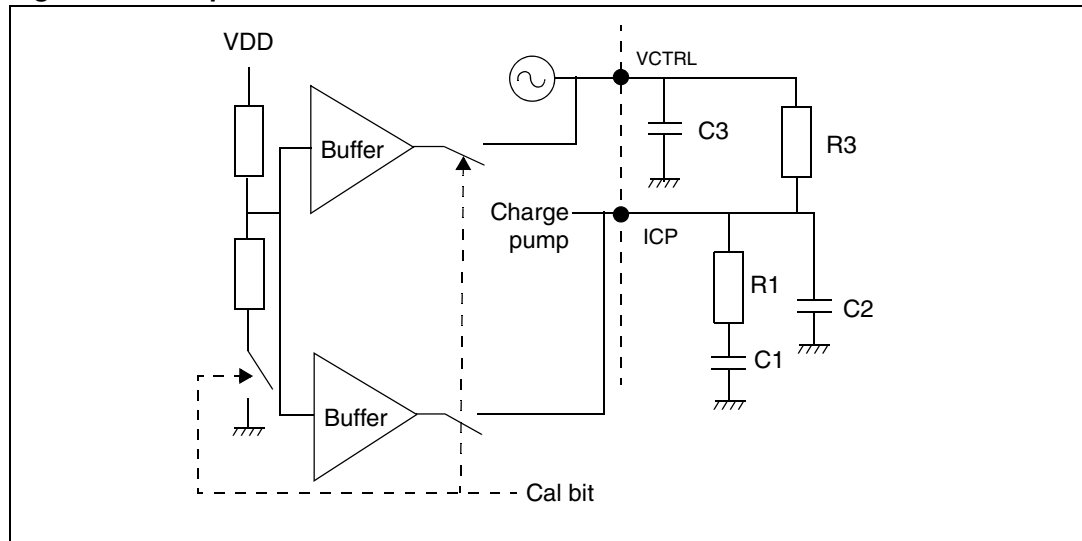 VDD
VCTRL
Buffer
C3
R3
Charge
pump
ICP
R1
C2
C1
Buffer
Cal bit